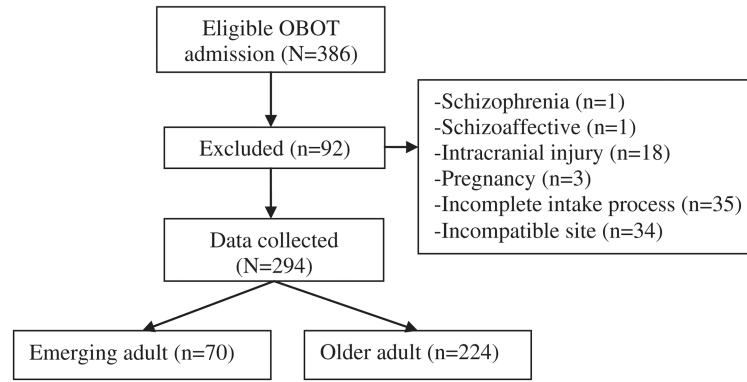 Eligible OBOT
admission (N=386)
Excluded (n=92)
-Schizophrenia (n=1)
-Schizoaffective (n=1)
-Intracranial injury (n=18)
-Pregnancy (n=3)
-Incomplete intake process (n=35)
-Incompatible site (n=34)
Data collected
(N=294)
Emerging adult (n=70)
Older adult (n=224)